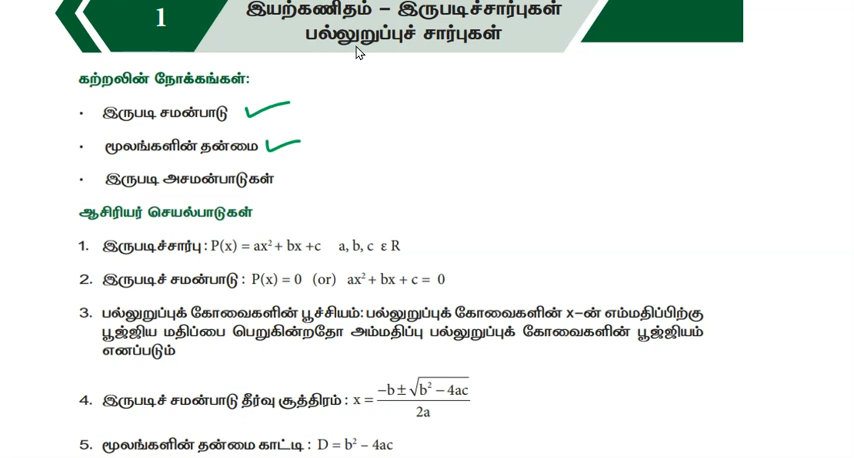 1
இயற்கணிதம் – இருபடிச்சார்புகள்
பல்லுறுப்புச் சார்புகள்
கற்றலின் நோக்கங்கள்:
• இருபடி சமன்பாடு
• மூலங்களின் தன்மை
• இருபடி அசமன்பாடுகள்
ஆசிரியர் செயல்பாடுகள்
1. இருபடிச்சார்பு : P(x) = ax² + bx +c a, b, c ε R
2. இருபடிச் சமன்பாடு : P(x) = 0 (or) ax² + bx + c = 0
3. பல்லுறுப்புக் கோவைகளின் பூச்சியம்: பல்லுறுப்புக் கோவைகளின் x–ன் எம்மதிப்பிற்கு
பூஜ்ஜிய மதிப்பை பெறுகின்றதோ அம்மதிப்பு பல்லுறுப்புக் கோவைகளின் பூஜ்ஜியம்
எனப்படும்
4. இருபடிச் சமன்பாடு தீர்வு சூத்திரம் : x = (–b ± √(b² – 4ac)) / 2a
5. மூலங்களின் தன்மை காட்டி : D = b² – 4ac